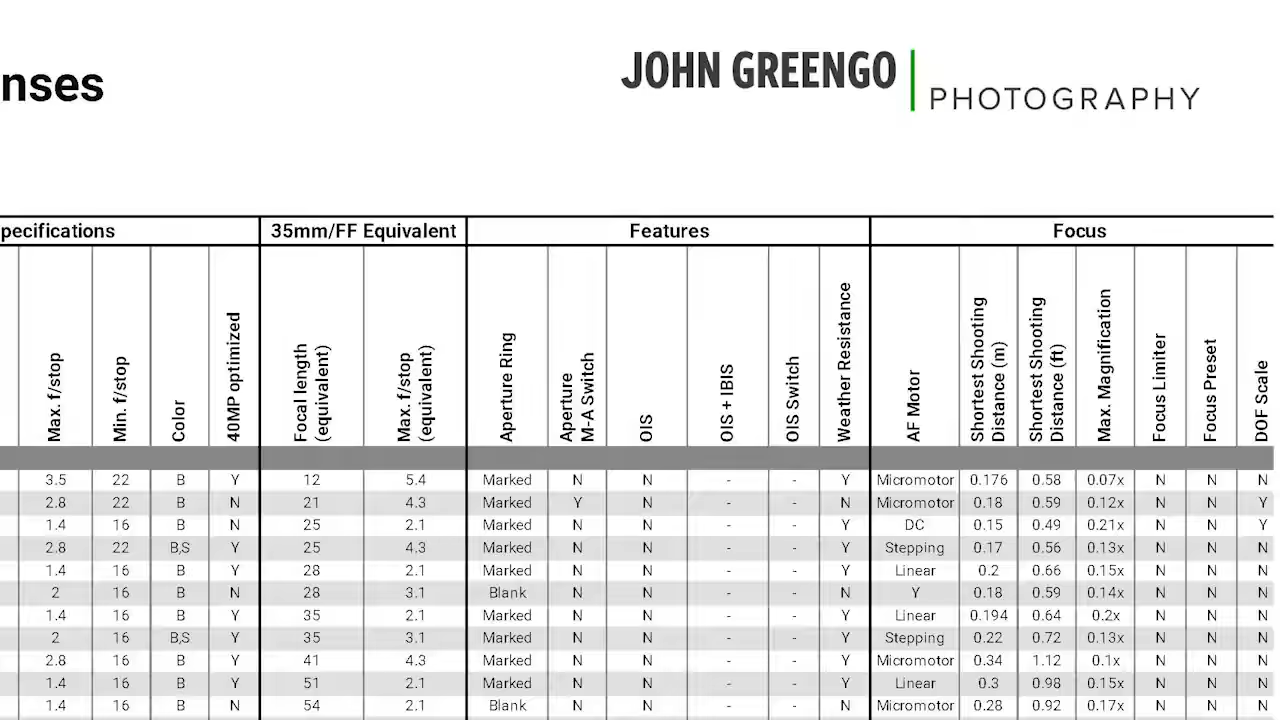 nses
JOHN GREENGO
PHOTOGRAPHY
pecifications 35mm/FF Equivalent Features Focus
Max. f/stop Min. f/stop Color 40MP optimized Focal length (equivalent) Max. f/stop (equivalent) Aperture Ring Aperture M-A Switch OIS OIS + IBIS OIS Switch Weather Resistance AF Motor Shortest Shooting Distance (m) Shortest Shooting Distance (ft) Max. Magnification Focus Limiter Focus Preset DOF Scale
3.5 22 B Y 12 5.4 Marked N N - - Y Micromotor 0.176 0.58 0.07x N N N
2.8 22 B N 21 4.3 Marked Y N - - N Micromotor 0.18 0.59 0.12x N N Y
1.4 16 B N 25 2.1 Marked N N - - Y DC 0.15 0.49 0.21x N N Y
2.8 22 B,S Y 25 4.3 Marked N N - - Y Stepping 0.17 0.56 0.13x N N N
1.4 16 B Y 28 2.1 Marked N N - - Y Linear 0.2 0.66 0.15x N N N
2 16 B N 28 3.1 Blank N N - - N Y 0.18 0.59 0.14x N N N
1.4 16 B Y 35 2.1 Marked N N - - Y Linear 0.194 0.64 0.2x N N N
2 16 B,S Y 35 3.1 Marked N N - - Y Stepping 0.22 0.72 0.13x N N N
2.8 16 B Y 41 4.3 Marked N N - - Y Micromotor 0.34 1.12 0.1x N N N
1.4 16 B Y 51 2.1 Marked N N - - Y Linear 0.3 0.98 0.15x N N N
1.4 16 B N 54 2.1 Blank N N - - N Micromotor 0.28 0.92 0.17x N N N